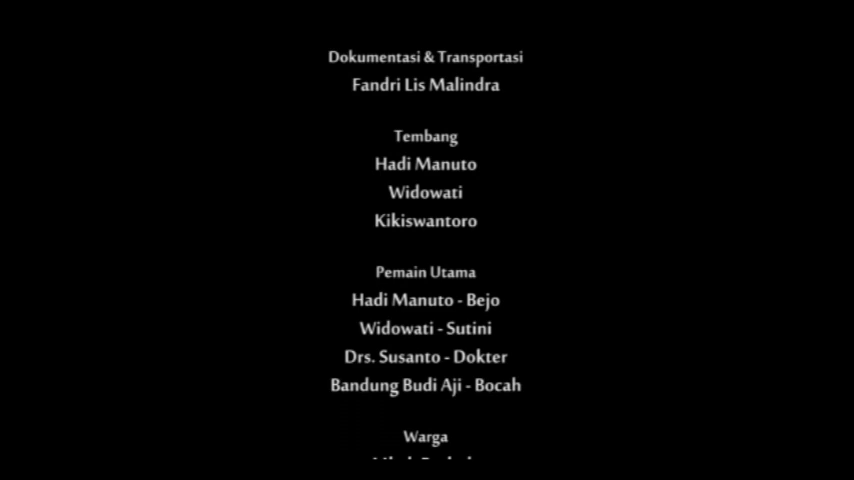 Dokumentasi & Transportasi
Fandri Lis Malindra
Tembang
Hadi Manuto
Widowati
Kikiswantoro
Pemain Utama
Hadi Manuto - Bejo
Widowati - Sutini
Drs. Susanto - Dokter
Bandung Budi Aji - Bocah
Warga